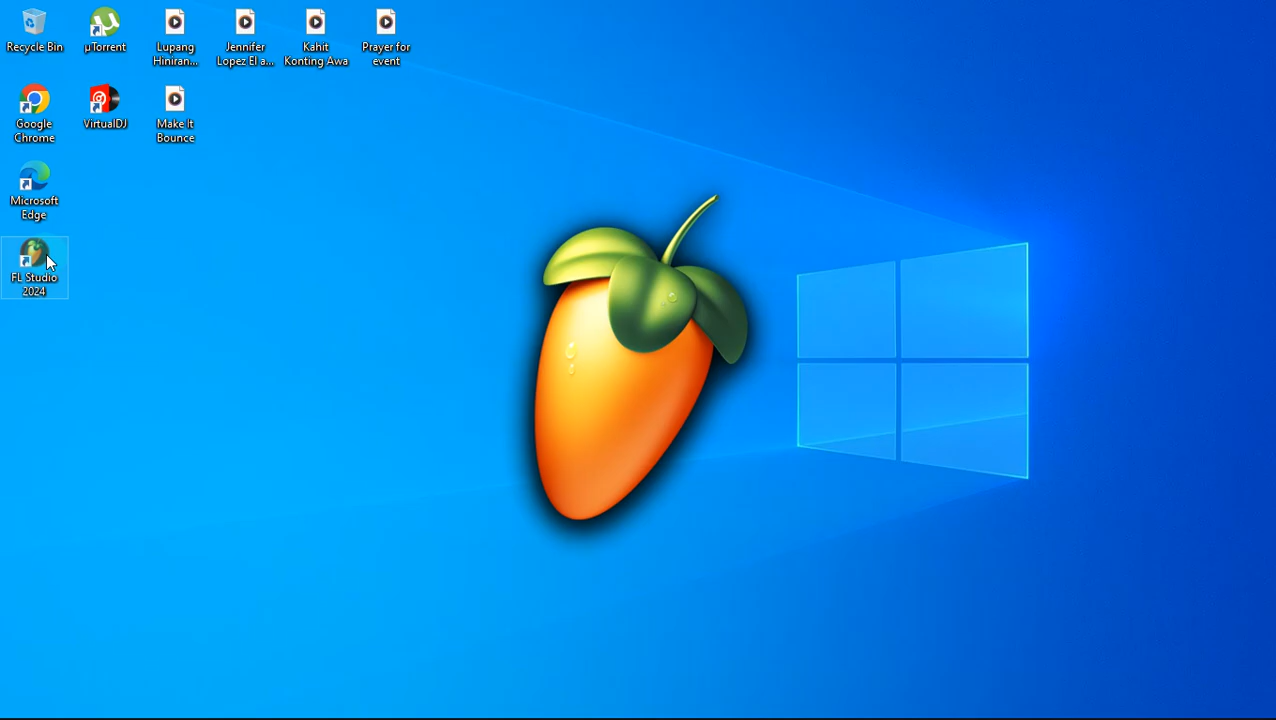 Recycle Bin
µTorrent
Lupang
Hiniran...
Jennifer
Lopez El a...
Kahit
Konting Awa
Prayer for
event
Google
Chrome
VirtualDJ
Make It
Bounce
Microsoft
Edge
FL Studio
2024